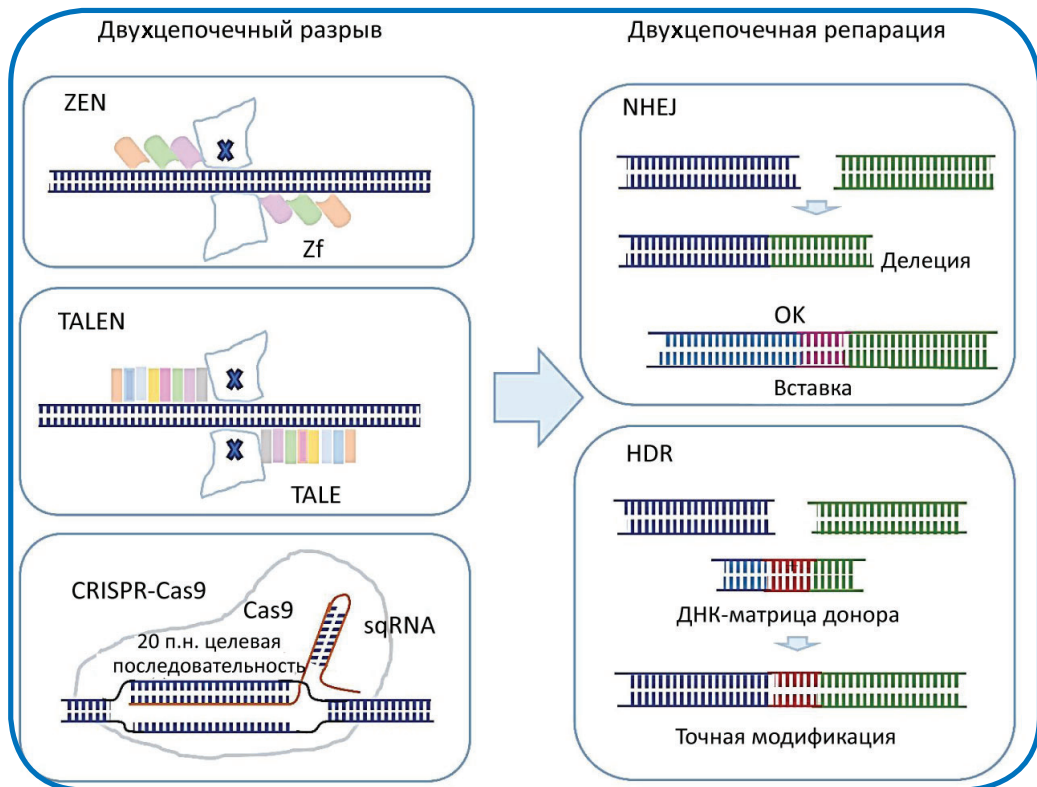 Двухцепочечный разрыв
ZEN
Zf
TALEN
TALE
CRISPR-Cas9
Cas9
sqRNA
20 п.н. целевая
последовательность
Двухцепочечная репарация
NHEJ
Делеция
OK
Вставка
HDR
ДНК-матрица донора
Точная модификация